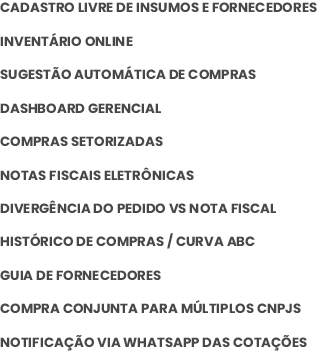 CADASTRO LIVRE DE INSUMOS E FORNECEDORES
INVENTÁRIO ONLINE
SUGESTÃO AUTOMÁTICA DE COMPRAS
DASHBOARD GERENCIAL
COMPRAS SETORIZADAS
NOTAS FISCAIS ELETRÔNICAS
DIVERGÊNCIA DO PEDIDO VS NOTA FISCAL
HISTÓRICO DE COMPRAS / CURVA ABC
GUIA DE FORNECEDORES
COMPRA CONJUNTA PARA MÚLTIPLOS CNPJS
NOTIFICAÇÃO VIA WHATSAPP DAS COTAÇÕES